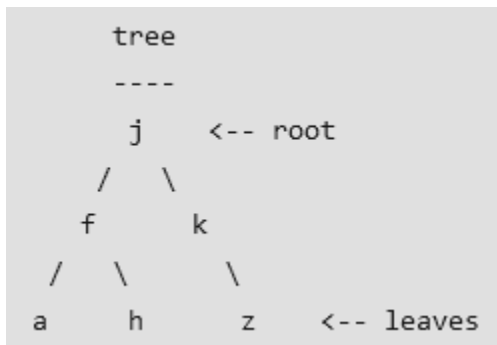 tree
----
j <-- root
/ \
f k
/ \ \
a h z <-- leaves